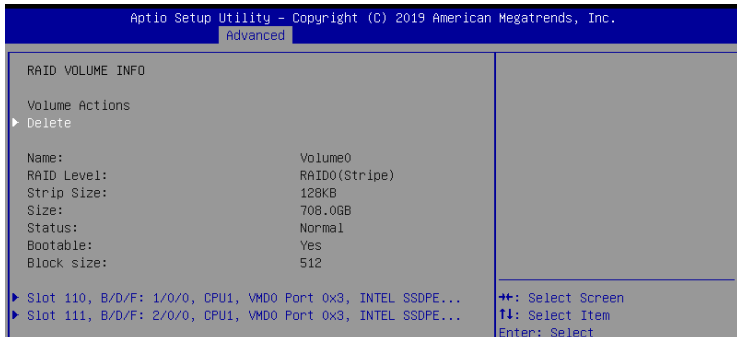 Aptio Setup Utility – Copyright (C) 2019 American Megatrends, Inc.
Advanced
RAID VOLUME INFO
Volume Actions
▶ Delete
Name: Volume0
RAID Level: RAID0(Stripe)
Strip Size: 128KB
Size: 708.0GB
Status: Normal
Bootable: Yes
Block size: 512
▶ Slot 110, B/D/F: 1/0/0, CPU1, VMD0 Port 0x3, INTEL SSDPE...
▶ Slot 111, B/D/F: 2/0/0, CPU1, VMD0 Port 0x3, INTEL SSDPE...
→←: Select Screen
↑↓: Select Item
Enter: Select